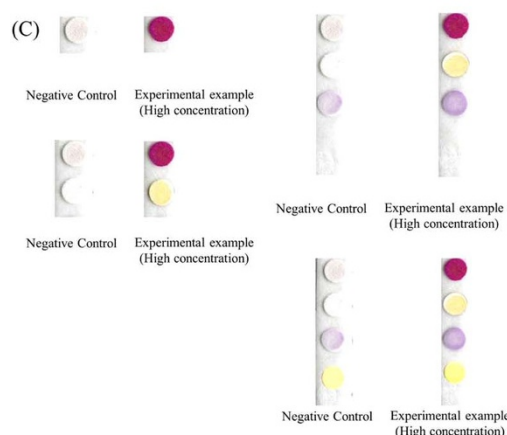 (C)
Negative Control
Experimental example
(High concentration)
Negative Control
Experimental example
(High concentration)
Negative Control
Experimental example
(High concentration)
Negative Control
Experimental example
(High concentration)